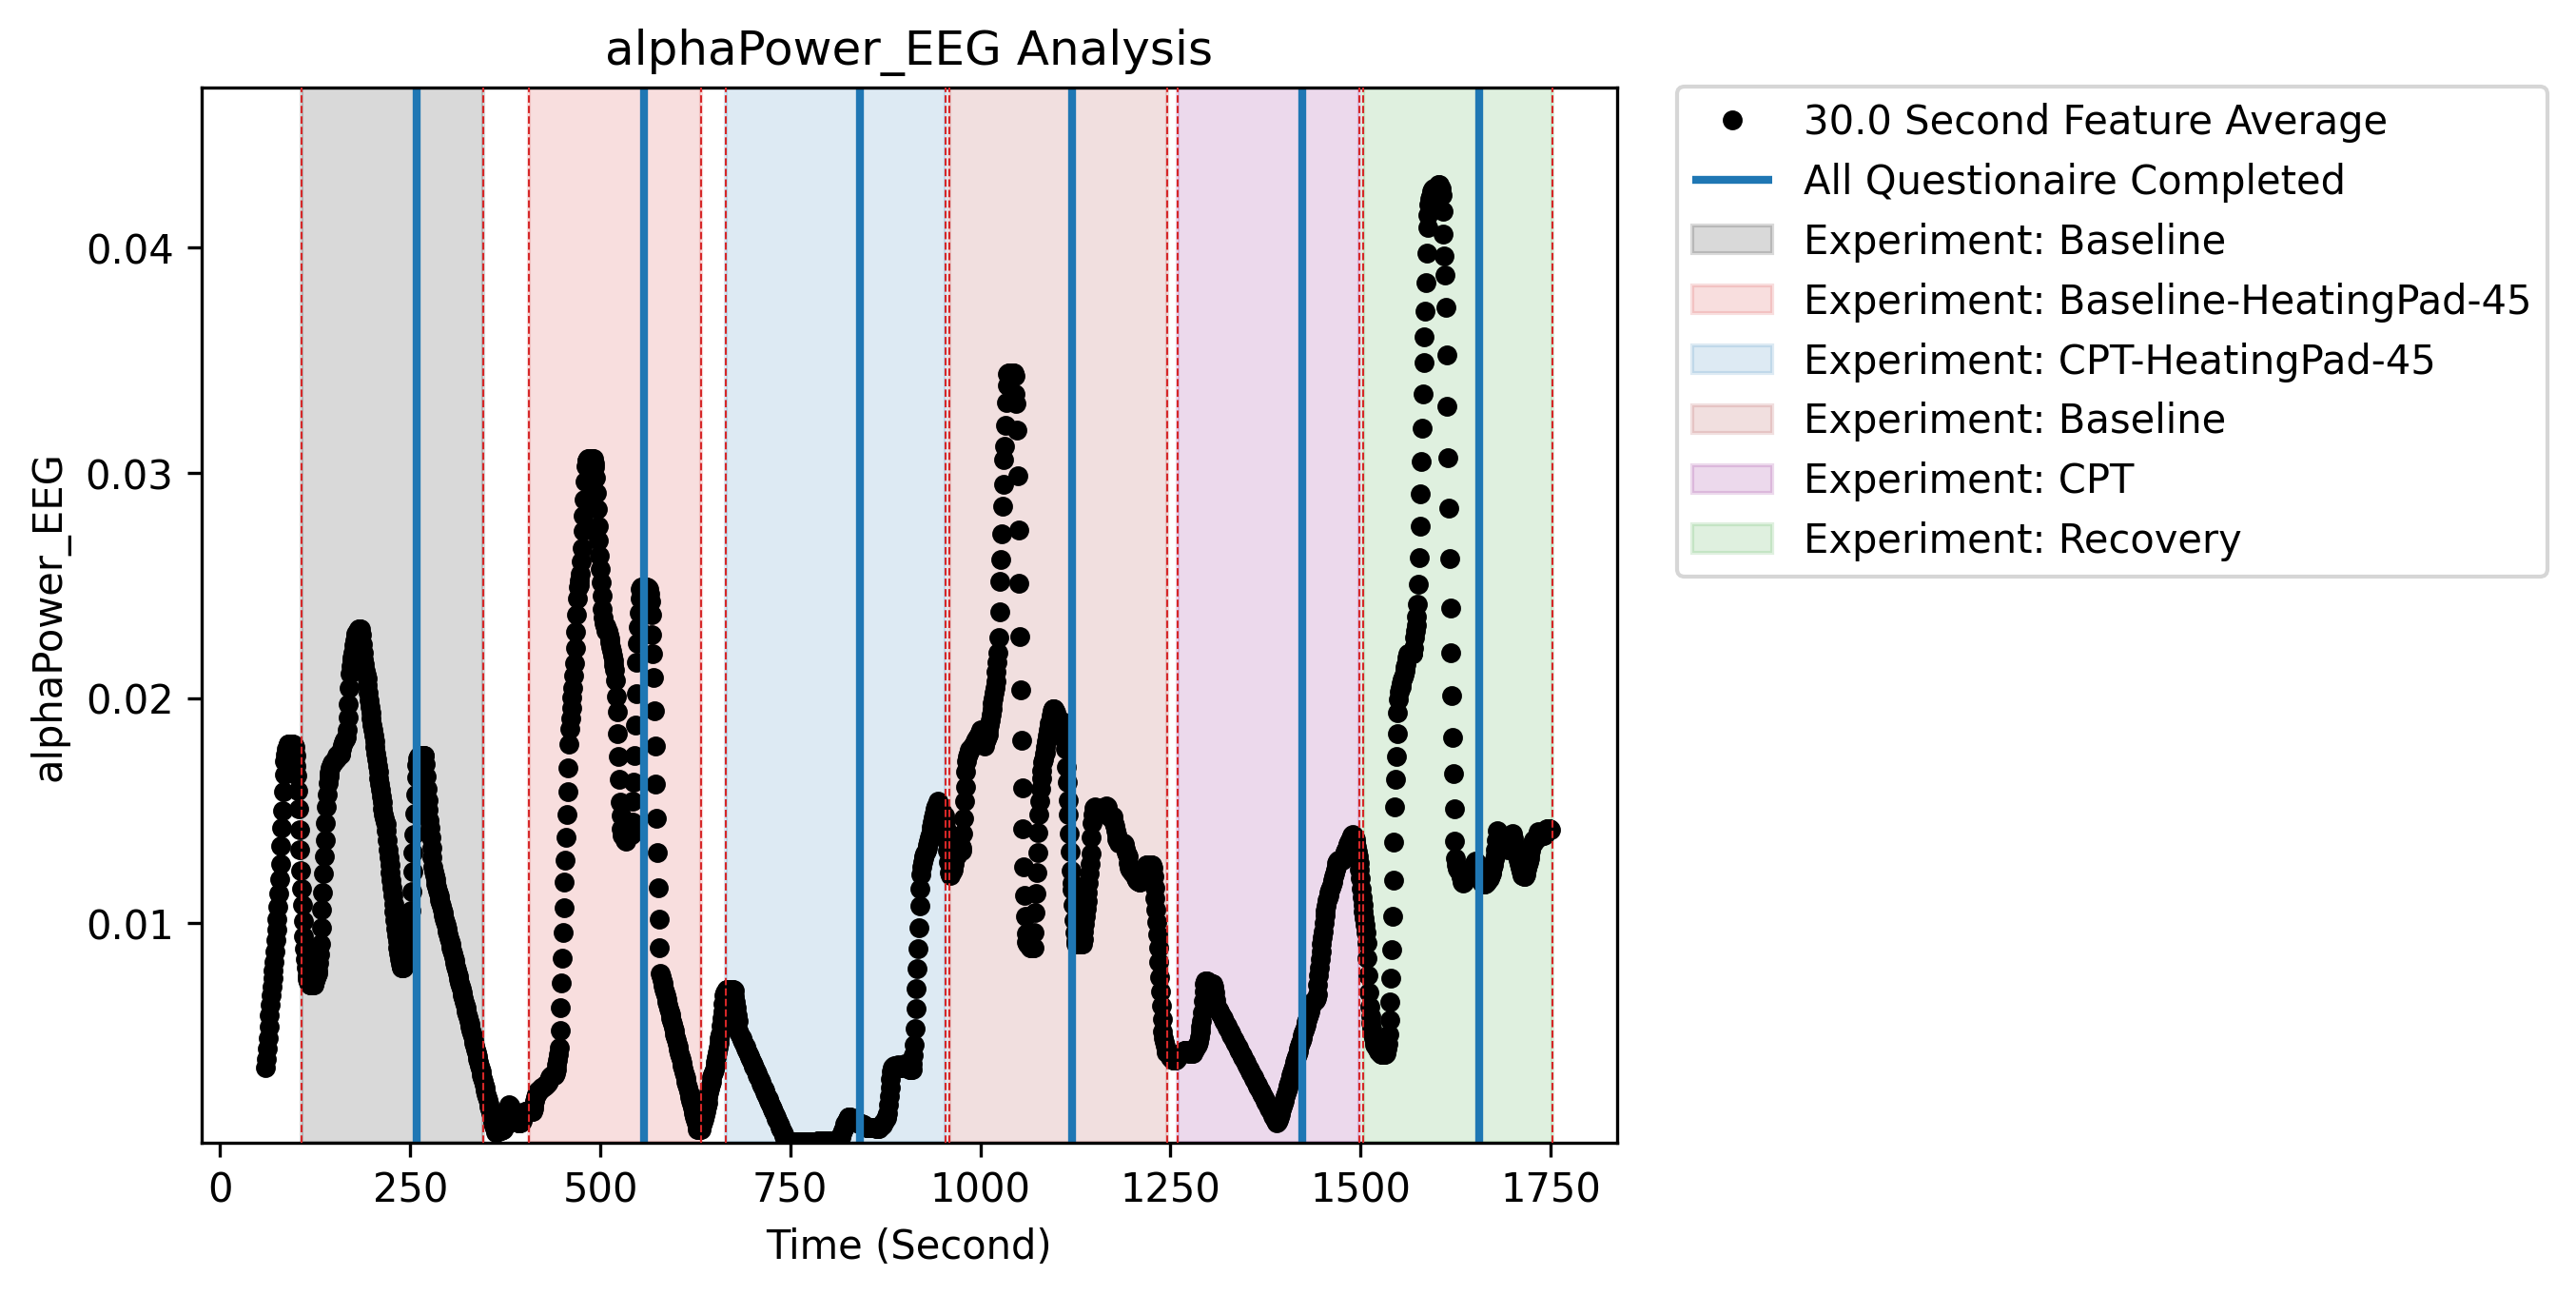 alphaPower_EEG Analysis
alphaPower_EEG
0.04
0.03
0.02
0.01
0 250 500 750 1000 1250 1500 1750
Time (Second)
30.0 Second Feature Average
All Questionaire Completed
Experiment: Baseline
Experiment: Baseline-HeatingPad-45
Experiment: CPT-HeatingPad-45
Experiment: Baseline
Experiment: CPT
Experiment: Recovery